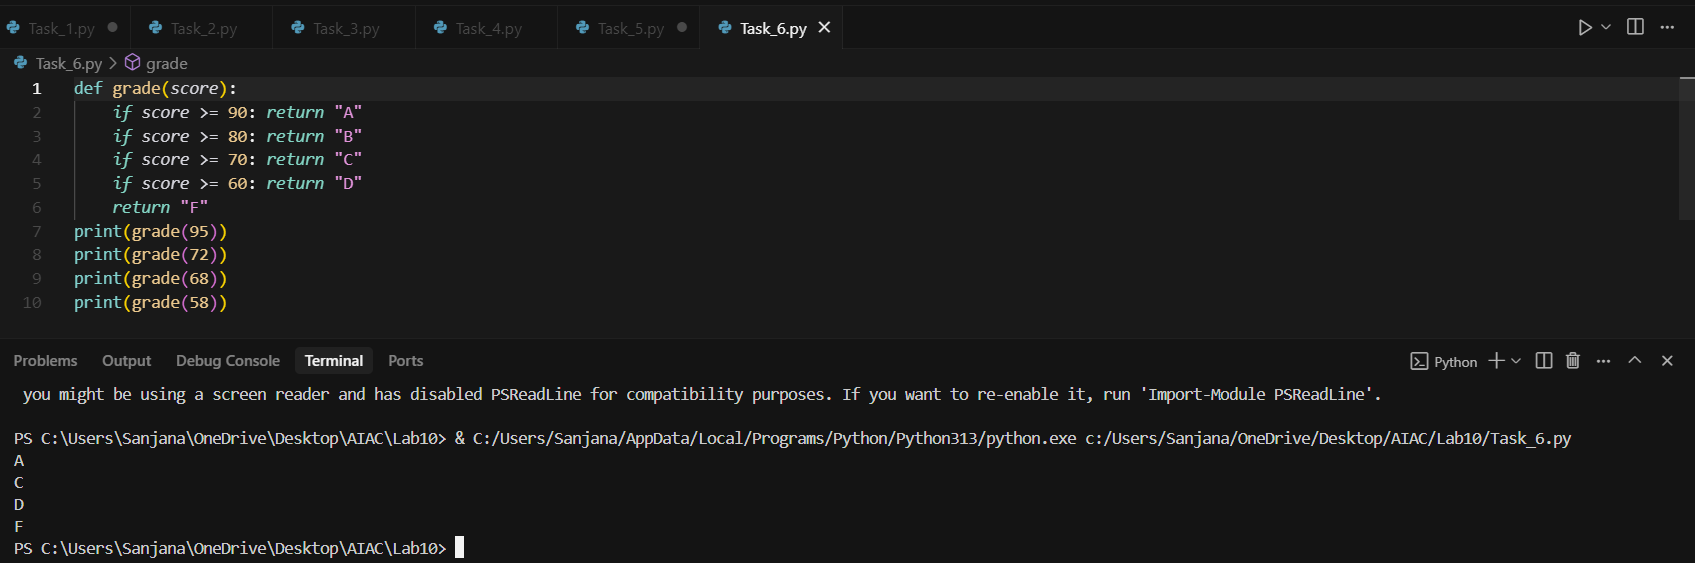 Task_1.py Task_2.py Task_3.py Task_4.py Task_5.py Task_6.py
Task_6.py > grade
1 def grade(score):
2     if score >= 90: return "A"
3     if score >= 80: return "B"
4     if score >= 70: return "C"
5     if score >= 60: return "D"
6     return "F"
7 print(grade(95))
8 print(grade(72))
9 print(grade(68))
10 print(grade(58))
Problems Output Debug Console Terminal Ports Python
you might be using a screen reader and has disabled PSReadLine for compatibility purposes. If you want to re-enable it, run 'Import-Module PSReadLine'.
PS C:\Users\Sanjana\OneDrive\Desktop\AIAC\Lab10> & C:/Users/Sanjana/AppData/Local/Programs/Python/Python313/python.exe c:/Users/Sanjana/OneDrive/Desktop/AIAC/Lab10/Task_6.py
A
C
D
F
PS C:\Users\Sanjana\OneDrive\Desktop\AIAC\Lab10>